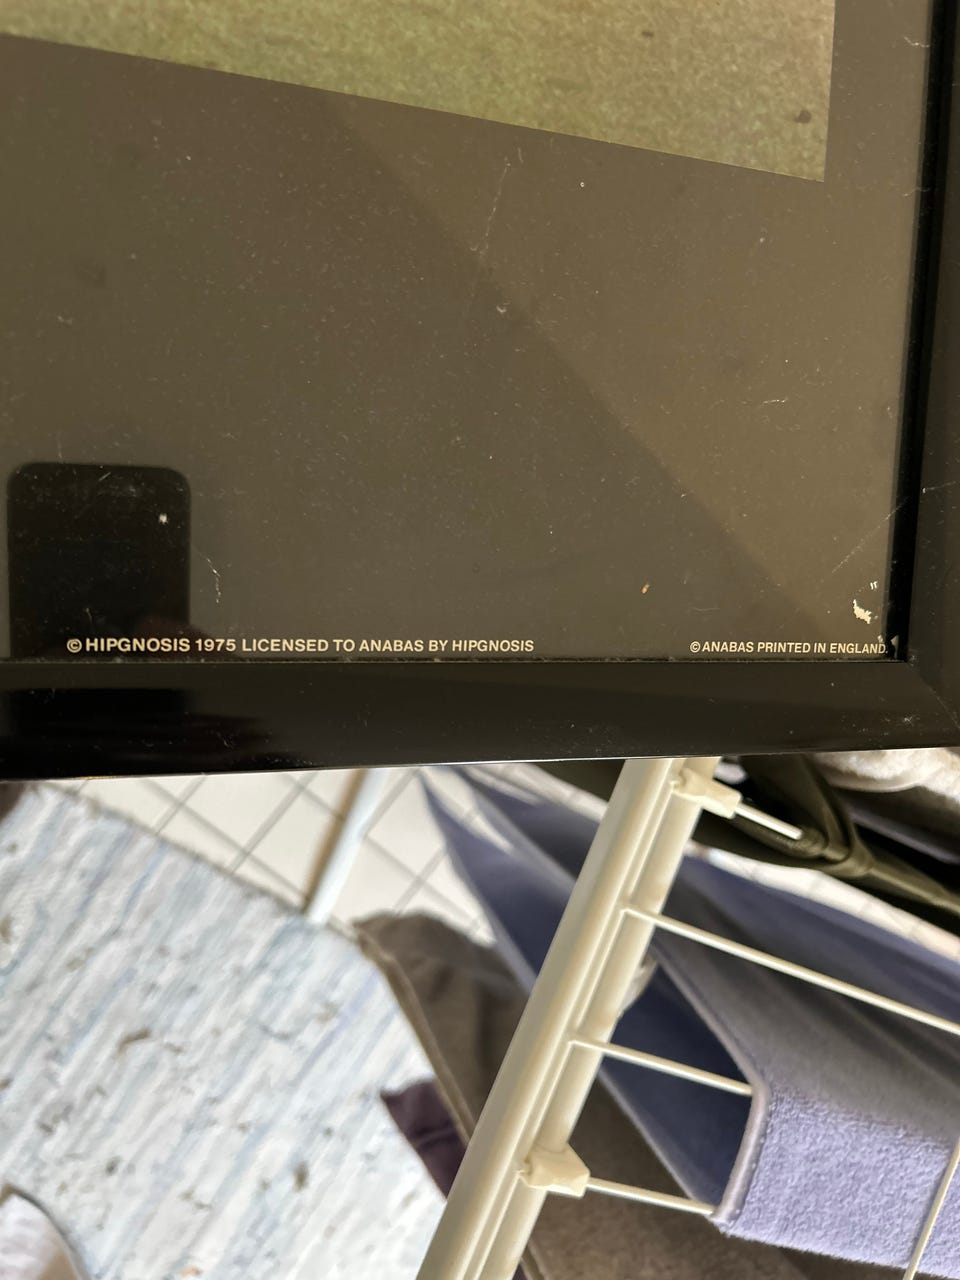 © HIPGNOSIS 1975 LICENSED TO ANABAS BY HIPGNOSIS
© ANABAS PRINTED IN ENGLAND.